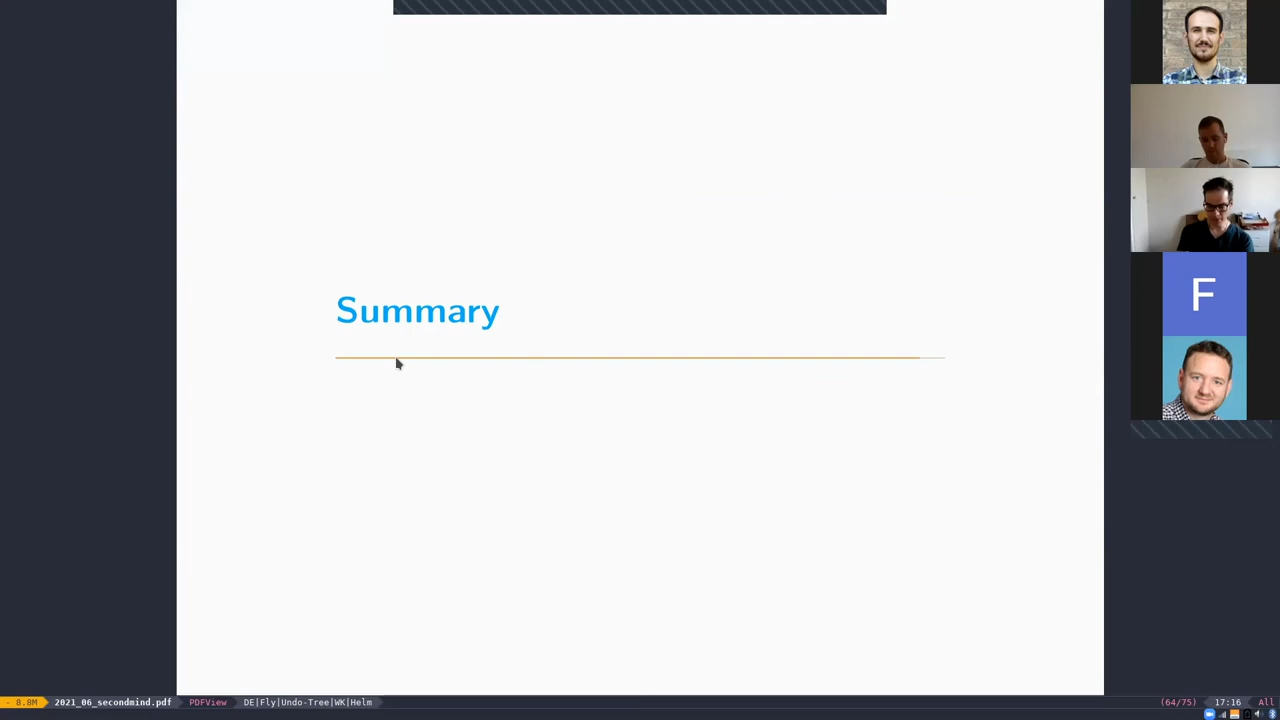 Summary
F
- 8.8M 2021_06_secondmind.pdf PDFView DE|Fly|Undo-Tree|WK|Helm (64/75) 17:16 All